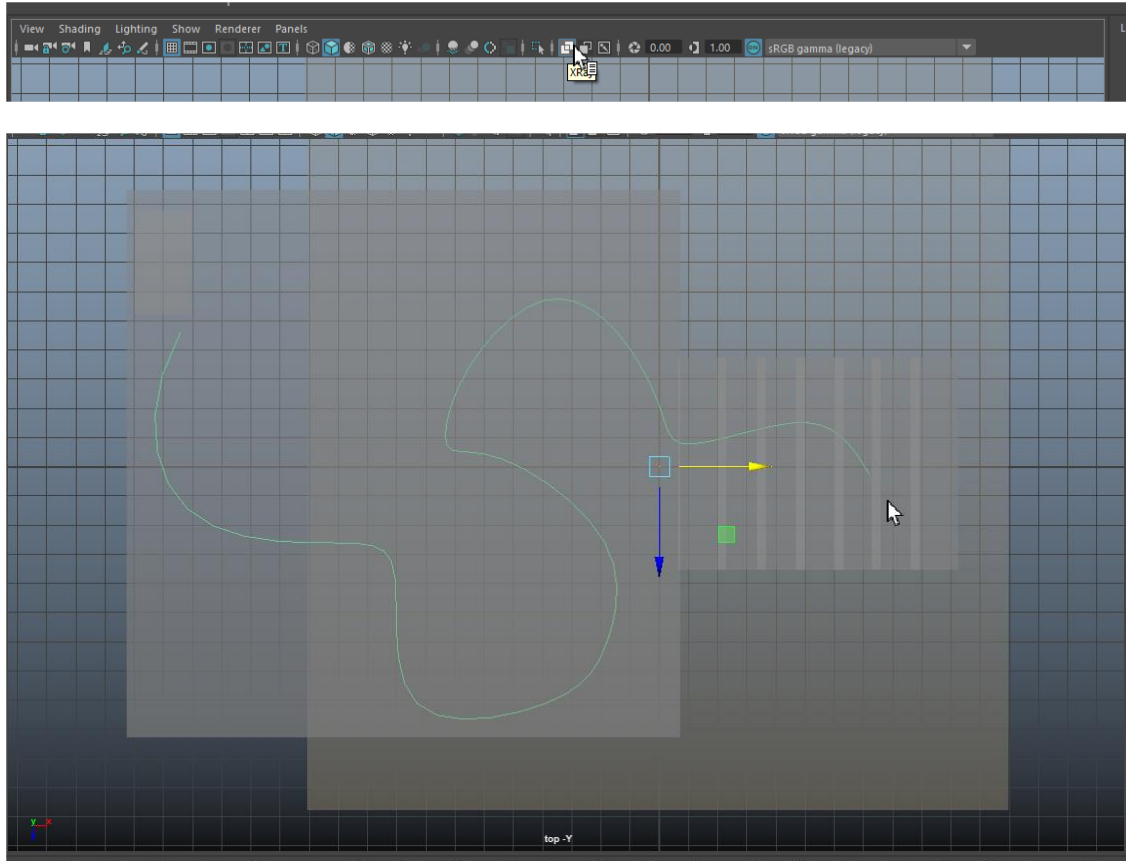 View Shading Lighting Show Renderer Panels
0.00 1.00 sRGB gamma (legacy)
XRay
top -Y
y x